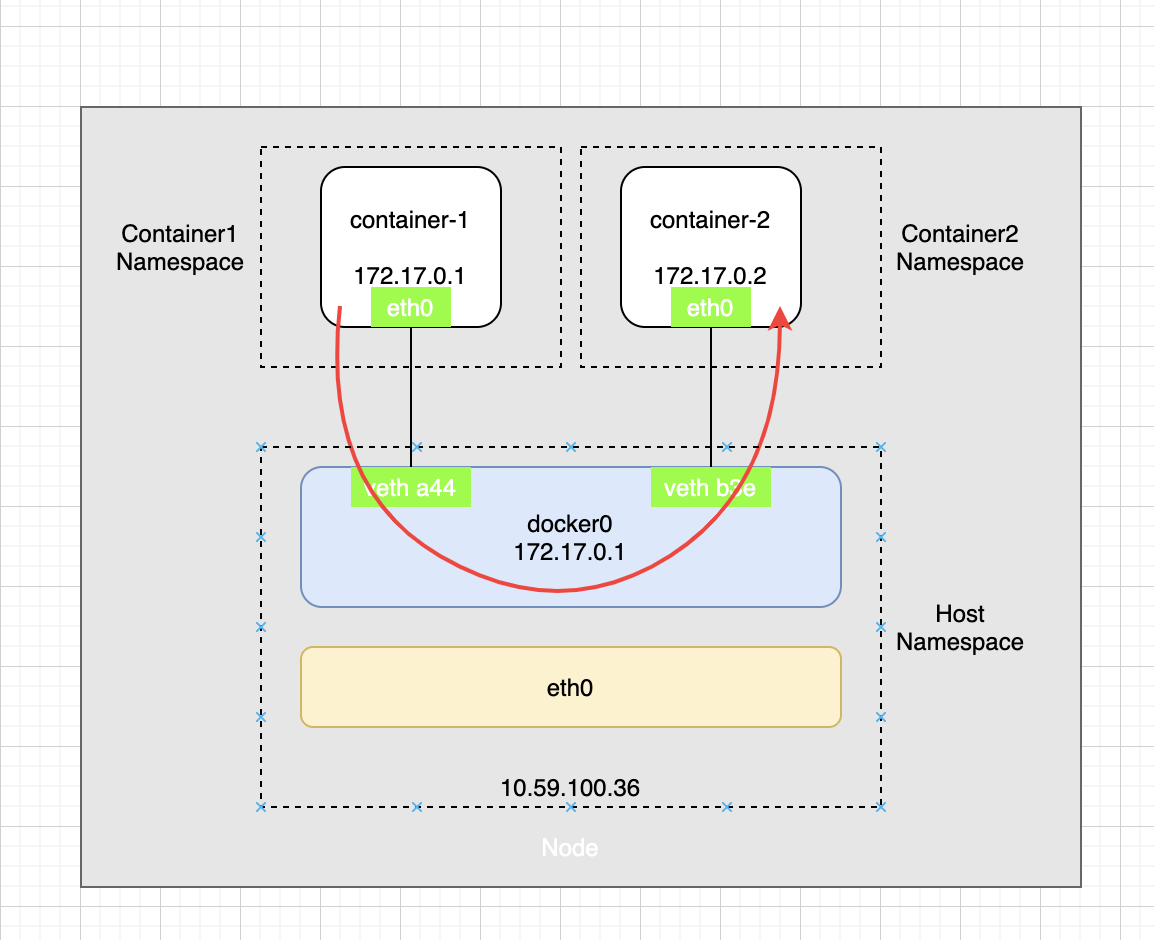 Container1
Namespace
container-1
172.17.0.1
eth0
container-2
172.17.0.2
eth0
Container2
Namespace
veth a44
veth b3e
docker0
172.17.0.1
Host
Namespace
eth0
10.59.100.36
Node